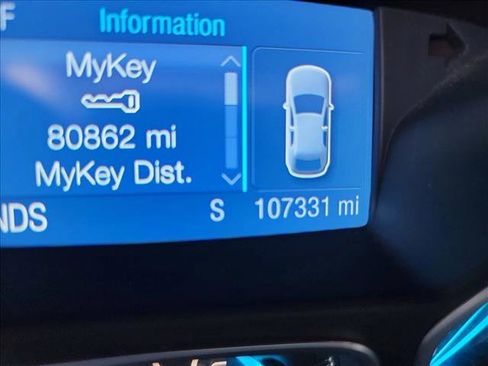 F Information
MyKey
80862 mi
MyKey Dist.
NDS S 107331 mi